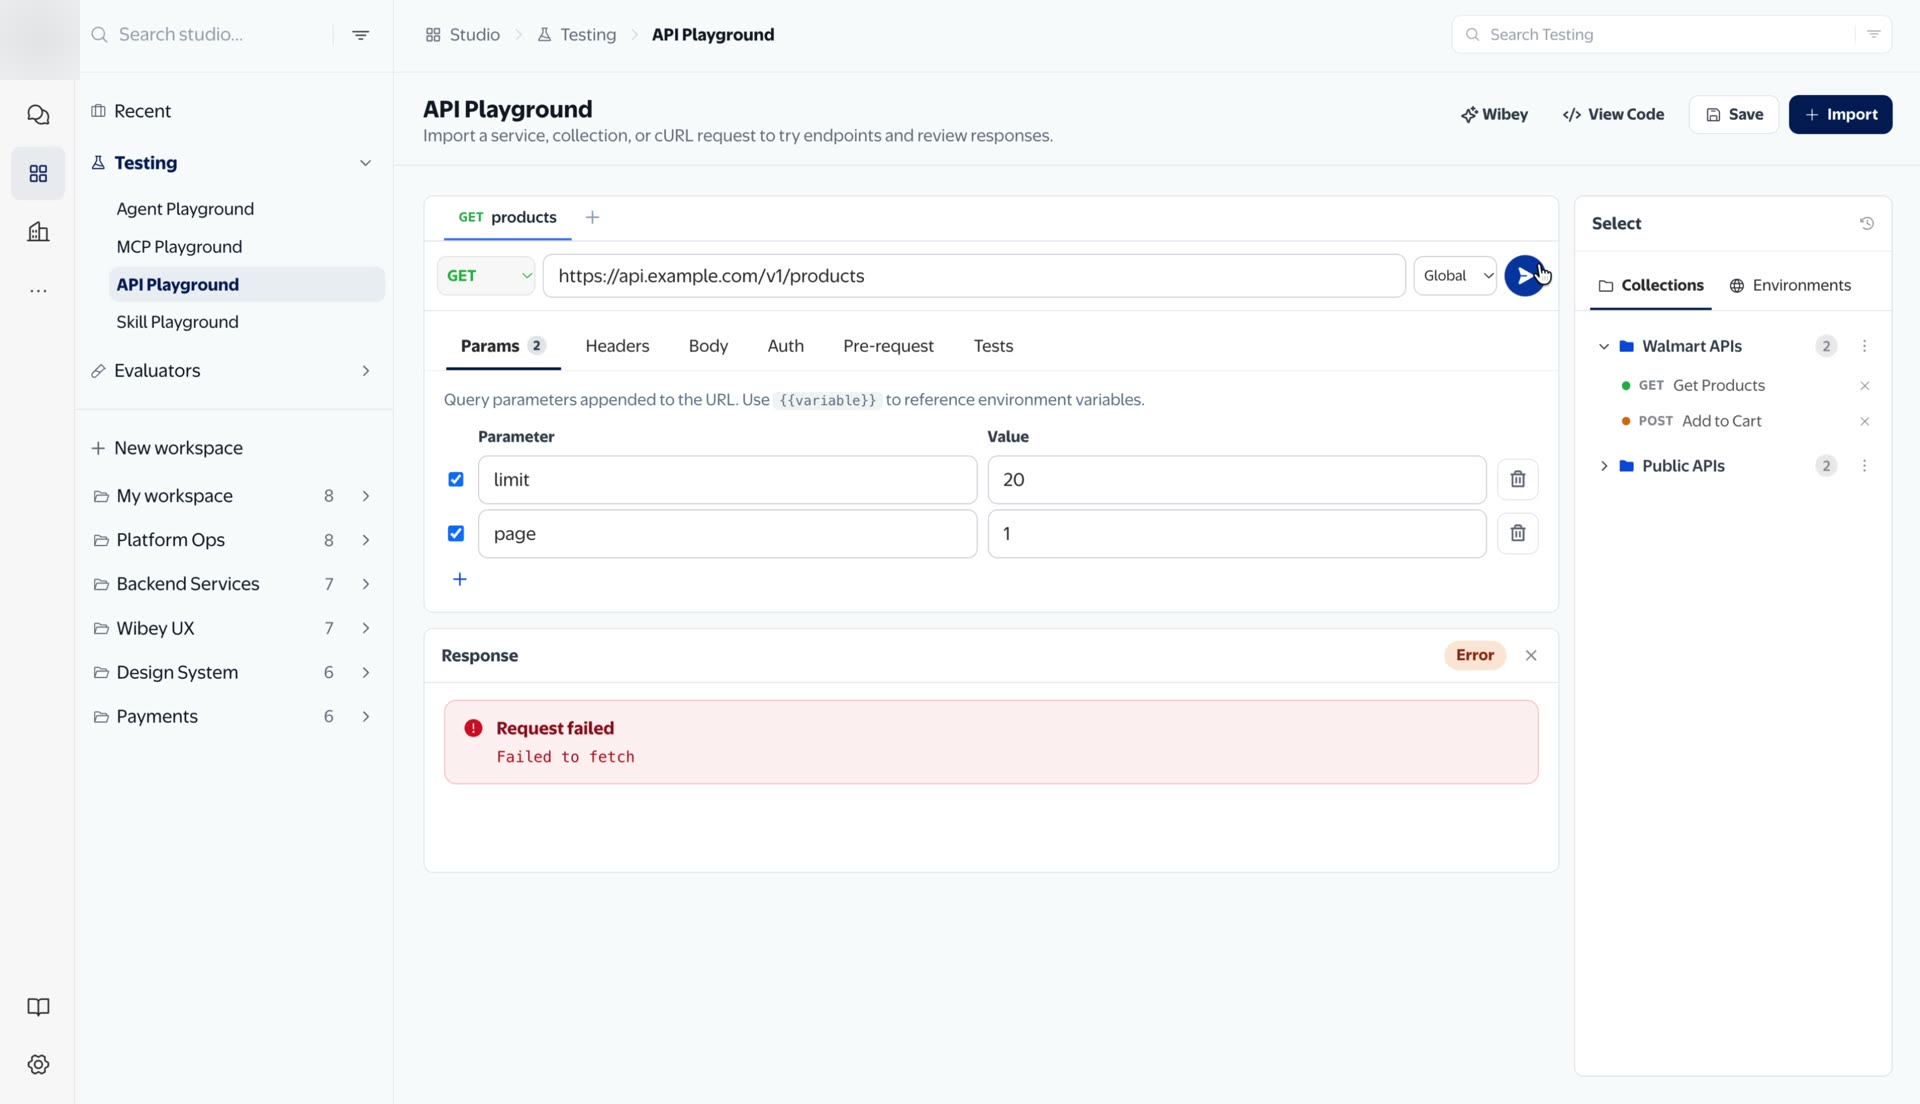 Search studio...
Recent
Testing
Agent Playground
MCP Playground
API Playground
Skill Playground
Evaluators
New workspace
My workspace 8
Platform Ops 8
Backend Services 7
Wibey UX 7
Design System 6
Payments 6
Studio Testing API Playground
Search Testing
API Playground
Import a service, collection, or cURL request to try endpoints and review responses.
Wibey </> View Code Save + Import
GET products +
GET https://api.example.com/v1/products Global
Params 2 Headers Body Auth Pre-request Tests
Query parameters appended to the URL. Use {{variable}} to reference environment variables.
Parameter Value
limit 20
page 1
+
Response Error
Request failed
Failed to fetch
Select
Collections Environments
Walmart APIs 2
GET Get Products
POST Add to Cart
Public APIs 2